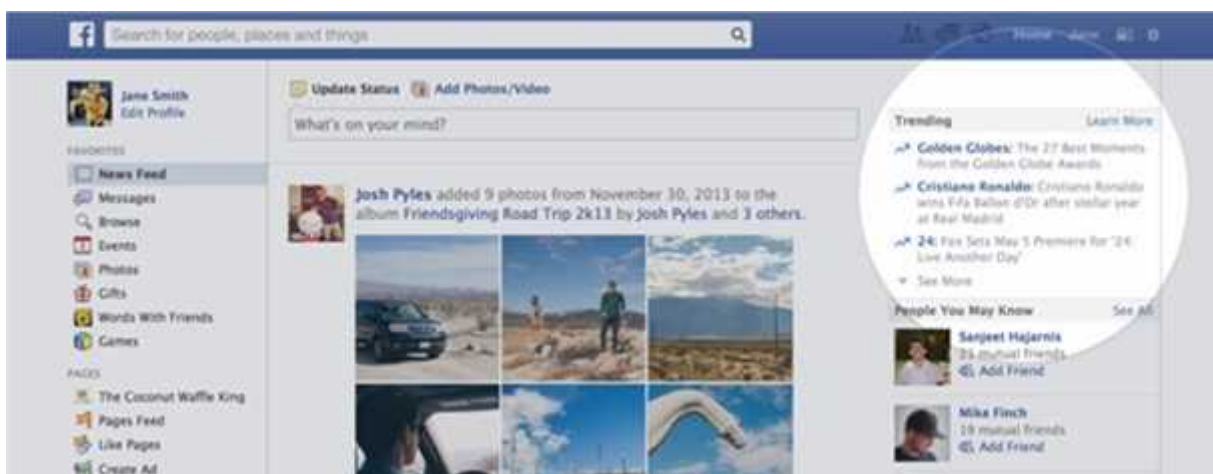 f
Search for people, places and things
Home
Jane Smith
Edit Profile
FAVORITES
News Feed
Messages
Browse
Events
Photos
Gifts
Words With Friends
Games
PAGES
The Coconut Waffle King
Pages Feed
Like Pages
Create Ad
Update Status Add Photos/Video
What's on your mind?
Josh Pyles added 9 photos from November 30, 2013 to the
album Friendsgiving Road Trip 2k13 by Josh Pyles and 3 others.
Trending Learn More
Golden Globes: The 27 Best Moments
from the Golden Globe Awards
Cristiano Ronaldo: Cristiano Ronaldo
wins Fifa Ballon d'Or after stellar year
at Real Madrid
24: Fox Sets May 5 Premiere for '24:
Live Another Day'
See More
People You May Know See All
Sanjeet Hajarnis
mutual friends
Add Friend
Mike Finch
19 mutual friends
Add Friend